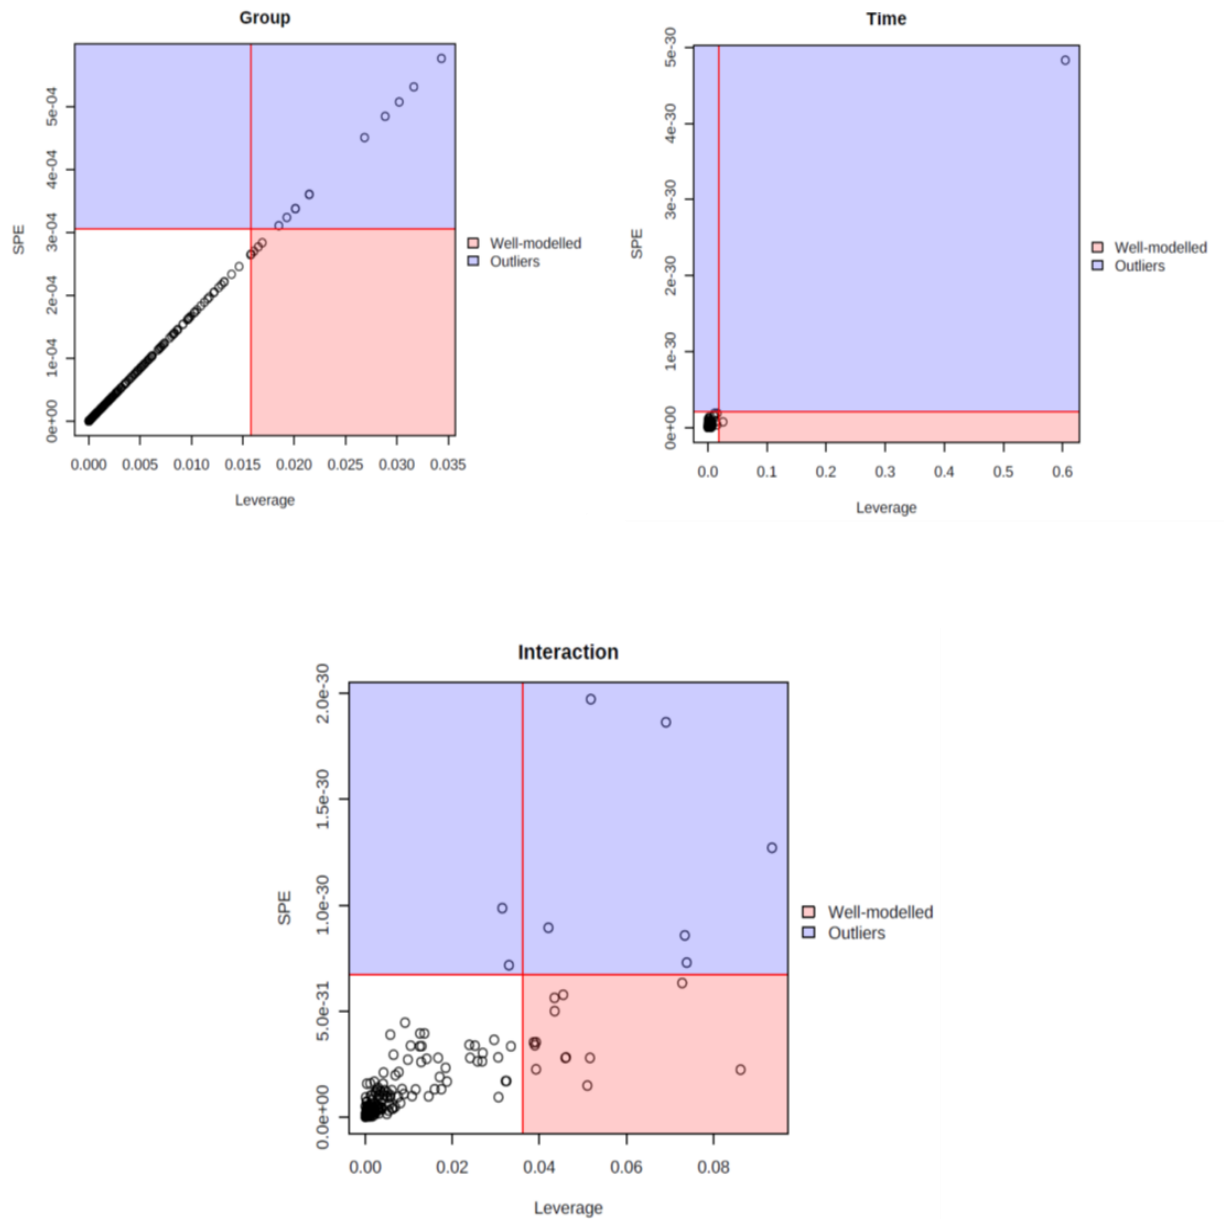 Group
SPE
0e+00 1e-04 2e-04 3e-04 4e-04 5e-04
0.000 0.005 0.010 0.015 0.020 0.025 0.030 0.035
Leverage
Well-modelled
Outliers
Time
SPE
0e+00 1e-30 2e-30 3e-30 4e-30 5e-30
0.0 0.1 0.2 0.3 0.4 0.5 0.6
Leverage
Well-modelled
Outliers
Interaction
SPE
0.0e+00 5.0e-31 1.0e-30 1.5e-30 2.0e-30
0.00 0.02 0.04 0.06 0.08
Leverage
Well-modelled
Outliers